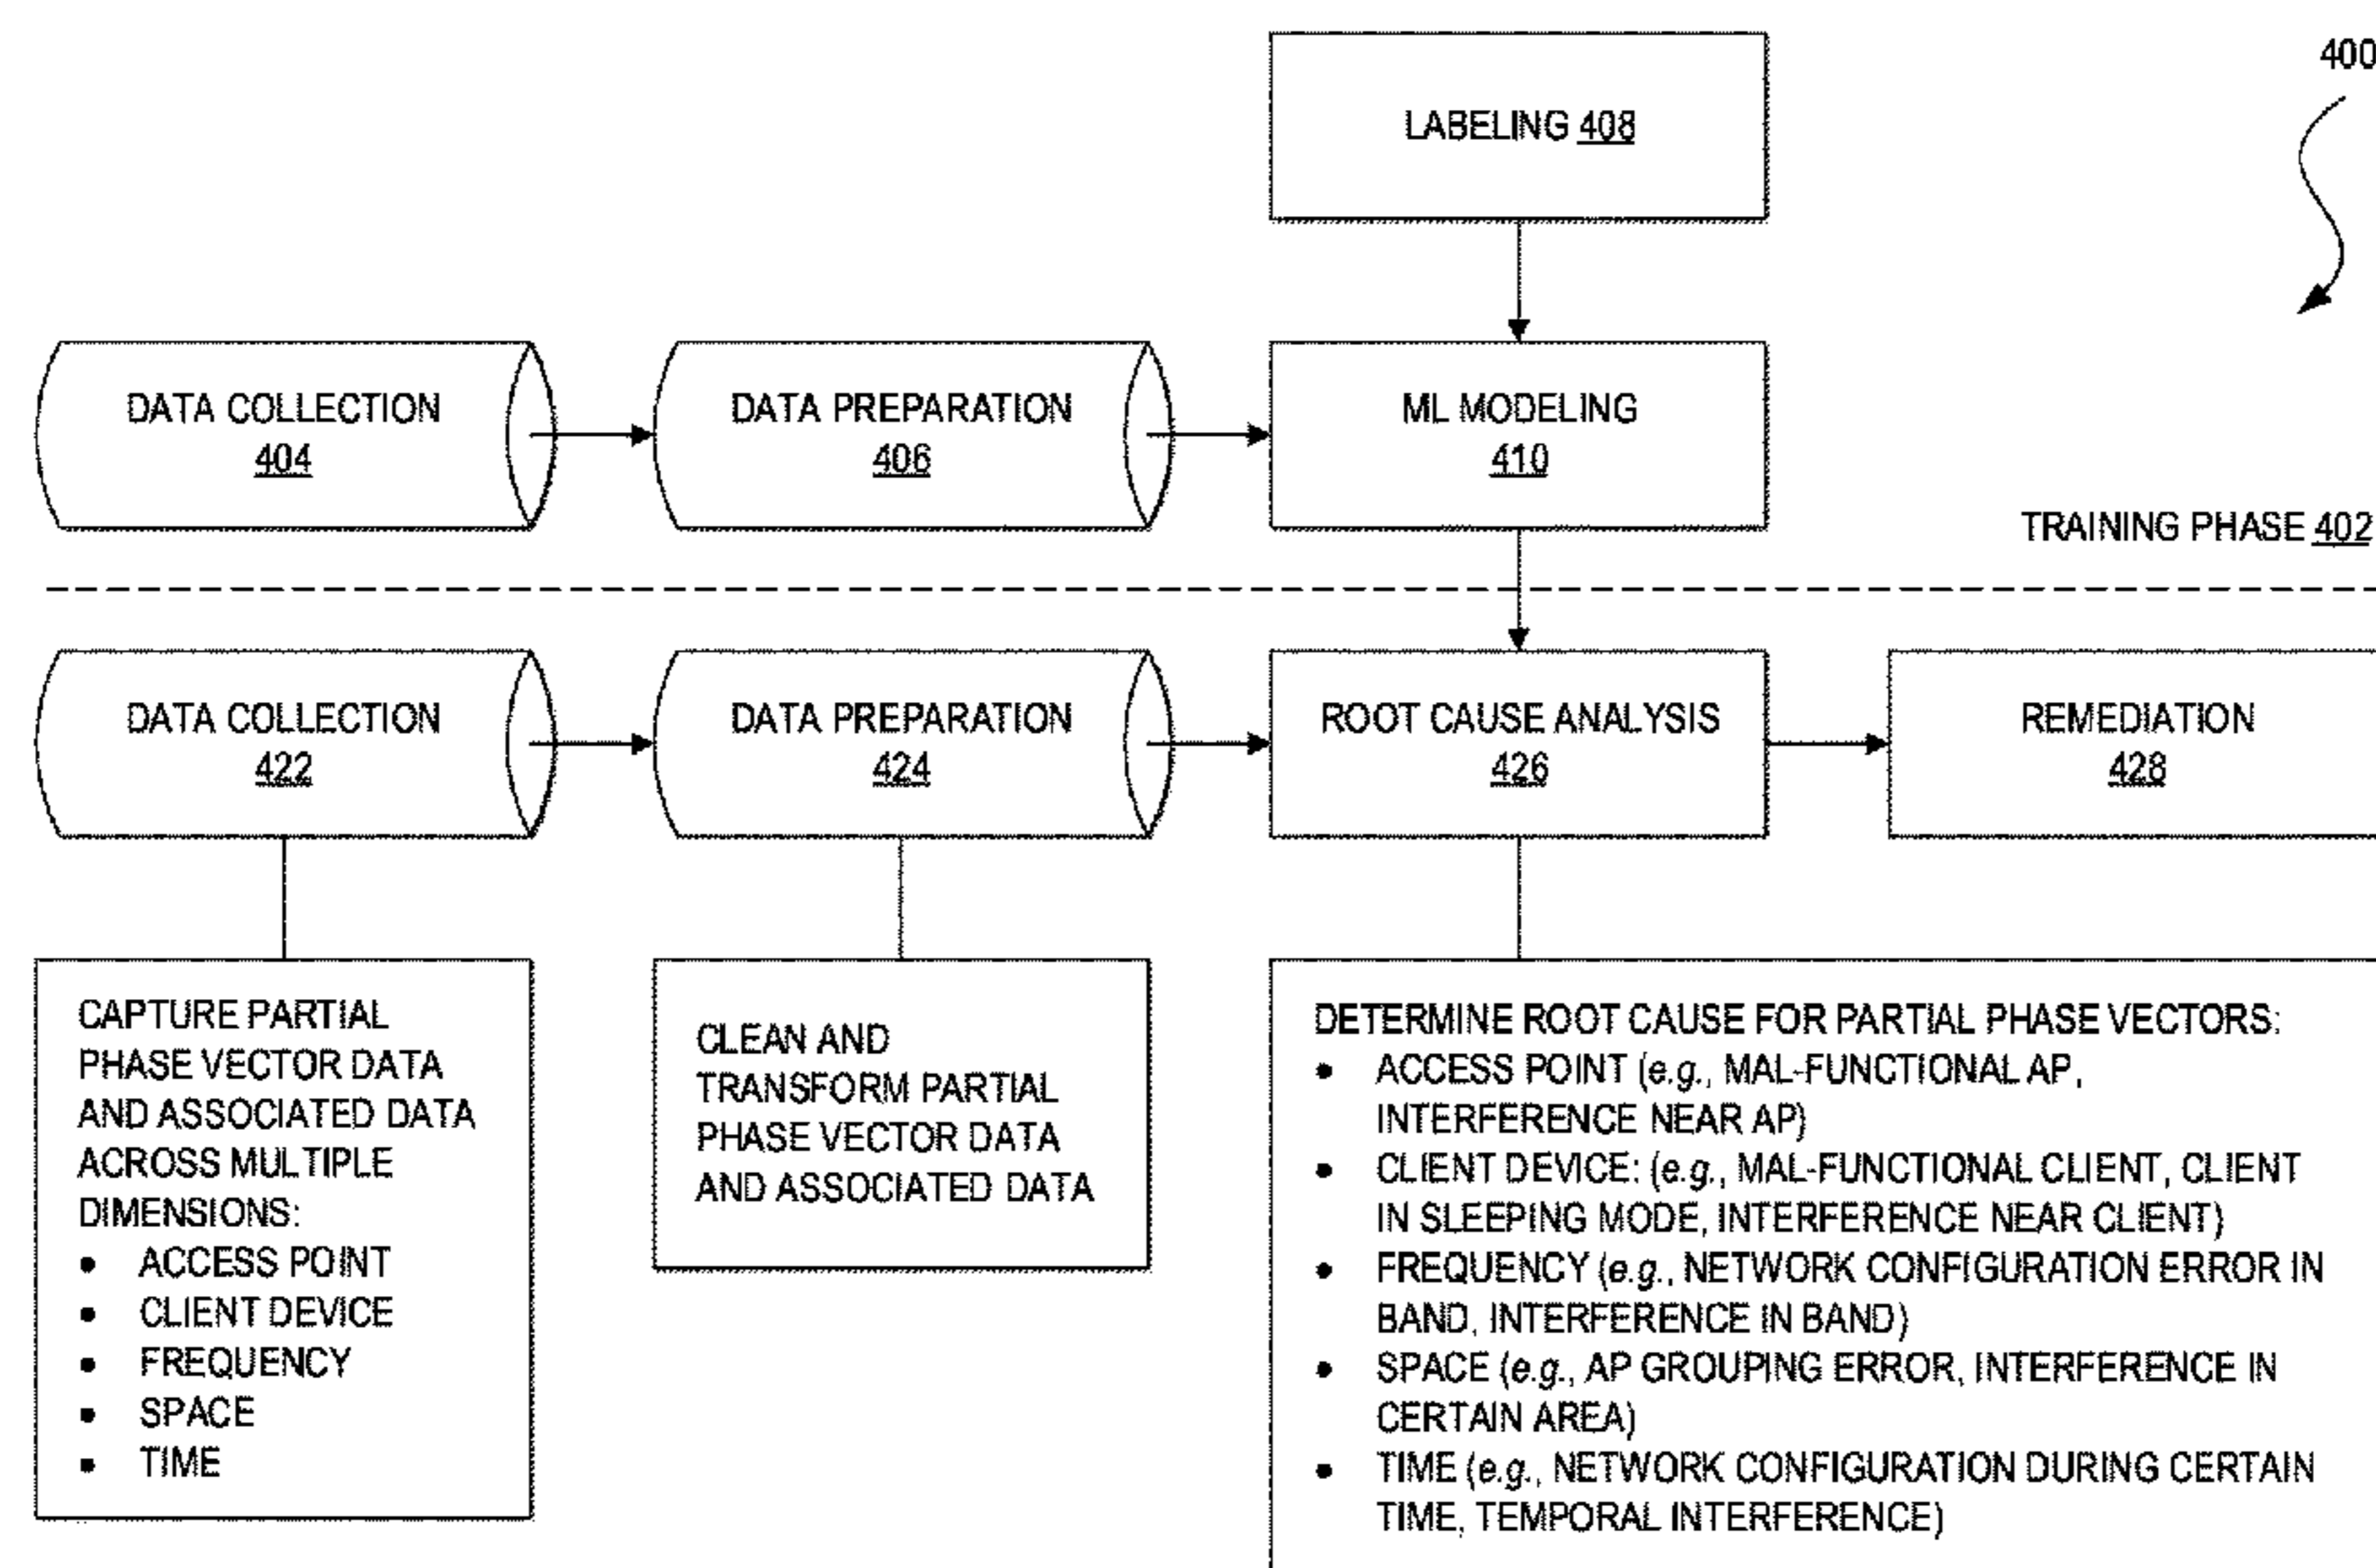 400
LABELING 408
DATA COLLECTION
404
DATA PREPARATION
406
ML MODELING
410
TRAINING PHASE 402
DATA COLLECTION
422
DATA PREPARATION
424
ROOT CAUSE ANALYSIS
426
REMEDIATION
428
CAPTURE PARTIAL
PHASE VECTOR DATA
AND ASSOCIATED DATA
ACROSS MULTIPLE
DIMENSIONS:
• ACCESS POINT
• CLIENT DEVICE
• FREQUENCY
• SPACE
• TIME
CLEAN AND
TRANSFORM PARTIAL
PHASE VECTOR DATA
AND ASSOCIATED DATA
DETERMINE ROOT CAUSE FOR PARTIAL PHASE VECTORS:
• ACCESS POINT (e.g., MAL-FUNCTIONAL AP,
INTERFERENCE NEAR AP)
• CLIENT DEVICE: (e.g., MAL-FUNCTIONAL CLIENT, CLIENT
IN SLEEPING MODE, INTERFERENCE NEAR CLIENT)
• FREQUENCY (e.g., NETWORK CONFIGURATION ERROR IN
BAND, INTERFERENCE IN BAND)
• SPACE (e.g., AP GROUPING ERROR, INTERFERENCE IN
CERTAIN AREA)
• TIME (e.g., NETWORK CONFIGURATION DURING CERTAIN
TIME, TEMPORAL INTERFERENCE)